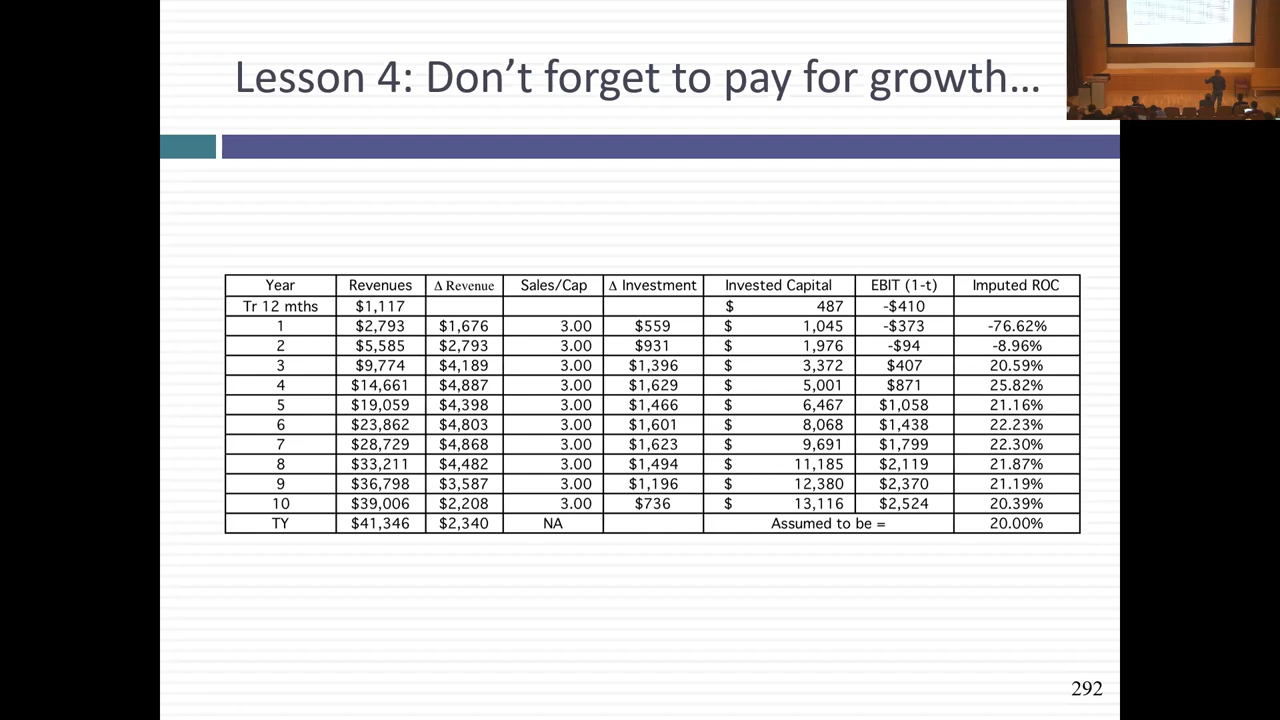 Lesson 4: Don’t forget to pay for growth…
Year Revenues Δ Revenue Sales/Cap Δ Investment Invested Capital EBIT (1-t) Imputed ROC
Tr 12 mths $1,117 $ 487 -$410
1 $2,793 $1,676 3.00 $559 $ 1,045 -$373 -76.62%
2 $5,585 $2,793 3.00 $931 $ 1,976 -$94 -8.96%
3 $9,774 $4,189 3.00 $1,396 $ 3,372 $407 20.59%
4 $14,661 $4,887 3.00 $1,629 $ 5,001 $871 25.82%
5 $19,059 $4,398 3.00 $1,466 $ 6,467 $1,058 21.16%
6 $23,862 $4,803 3.00 $1,601 $ 8,068 $1,438 22.23%
7 $28,729 $4,868 3.00 $1,623 $ 9,691 $1,799 22.30%
8 $33,211 $4,482 3.00 $1,494 $ 11,185 $2,119 21.87%
9 $36,798 $3,587 3.00 $1,196 $ 12,380 $2,370 21.19%
10 $39,006 $2,208 3.00 $736 $ 13,116 $2,524 20.39%
TY $41,346 $2,340 NA Assumed to be = 20.00%
292